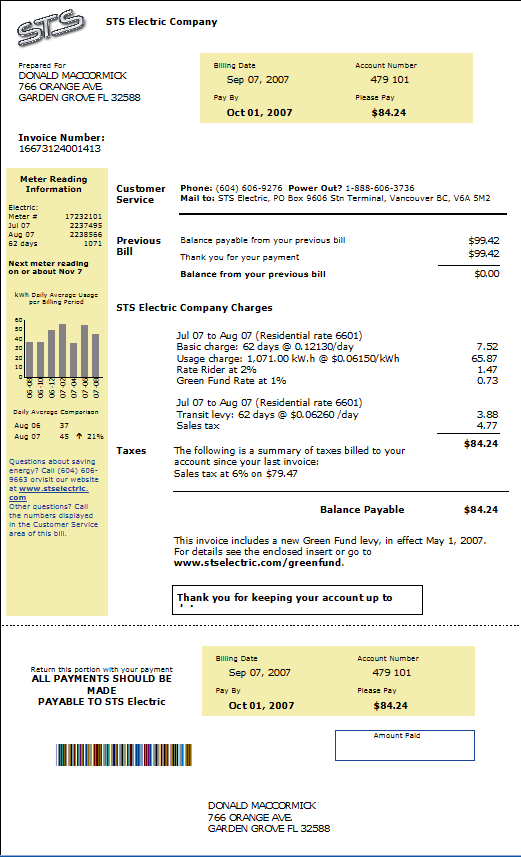 STS
STS Electric Company
Prepared For
DONALD MACCORMICK
766 ORANGE AVE.
GARDEN GROVE FL 32588
Billing Date
Account Number
Sep 07, 2007
479 101
Pay By
Please Pay
Oct 01, 2007
$84.24
Invoice Number:
16673124001413
Meter Reading
Information
Electric:
Meter # 17232101
Jul 07 2237495
Aug 07 2238566
62 days 1071
Next meter reading
on or about Nov 7
kWh Daily Average Usage
per Billing Period
60
50
40
30
20
10
0
06-08
06-10
06-12
07-02
07-04
07-06
07-08
Daily Average Comparison
Aug 06 37
Aug 07 45 ↑ 21%
Questions about saving
energy? Call (604) 606-
9663 orvisit our website
at www.stselectric.
com
Other questions? Call
the numbers displayed
in the Customer Service
area of this bill.
Customer
Service
Phone: (604) 606-9276 Power Out? 1-888-606-3736
Mail to: STS Electric, PO Box 9606 Stn Terminal, Vancouver BC, V6A 5M2
Previous
Bill
Balance payable from your previous bill $99.42
Thank you for your payment $99.42
Balance from your previous bill $0.00
STS Electric Company Charges
Jul 07 to Aug 07 (Residential rate 6601)
Basic charge: 62 days @ 0.12130/day 7.52
Usage charge: 1,071.00 kW.h @ $0.06150/kWh 65.87
Rate Rider at 2% 1.47
Green Fund Rate at 1% 0.73
Jul 07 to Aug 07 (Residential rate 6601)
Transit levy: 62 days @ $0.06260 /day 3.88
Sales tax 4.77
$84.24
Taxes
The following is a summary of taxes billed to your
account since your last invoice:
Sales tax at 6% on $79.47
Balance Payable $84.24
This invoice includes a new Green Fund levy, in effect May 1, 2007.
For details see the enclosed insert or go to
www.stselectric.com/greenfund.
Thank you for keeping your account up to
Return this portion with your payment
ALL PAYMENTS SHOULD BE
MADE
PAYABLE TO STS Electric
Billing Date
Account Number
Sep 07, 2007
479 101
Pay By
Please Pay
Oct 01, 2007
$84.24
Amount Paid
DONALD MACCORMICK
766 ORANGE AVE.
GARDEN GROVE FL 32588